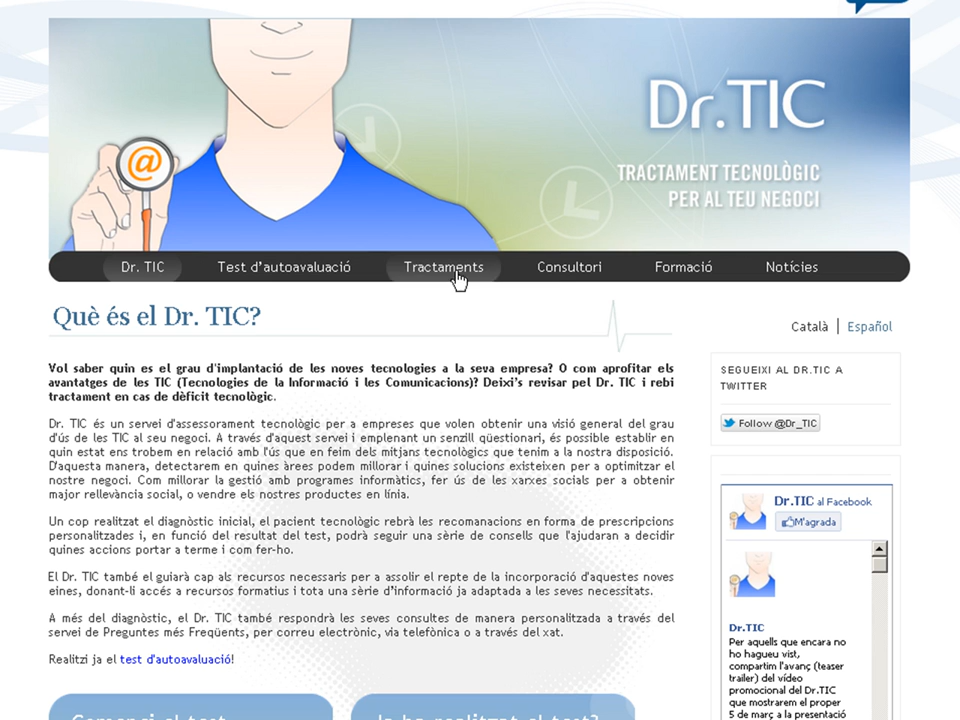 Dr.TIC
TRACTAMENT TECNOLÒGIC
PER AL TEU NEGOCI
@
Dr. TIC Test d'autoavaluació Tractaments Consultori Formació Notícies
Què és el Dr. TIC?
Català | Español
Vol saber quin es el grau d'implantació de les noves tecnologies a la seva empresa? O com aprofitar els
avantatges de les TIC (Tecnologies de la Informació i les Comunicacions)? Deixi's revisar pel Dr. TIC i rebi
tractament en cas de dèficit tecnològic.
Dr. TIC és un servei d'assessorament tecnològic per a empreses que volen obtenir una visió general del grau
d'ús de les TIC al seu negoci. A través d'aquest servei i emplenant un senzill qüestionari, és possible establir en
quin estat ens trobem en relació amb l'ús que en feim dels mitjans tecnològics que tenim a la nostra disposició.
D'aquesta manera, detectarem en quines àrees podem millorar i quines solucions existeixen per a optimitzar el
nostre negoci. Com millorar la gestió amb programes informàtics, fer ús de les xarxes socials per a obtenir
major rellevància social, o vendre els nostres productes en línia.
Un cop realitzat el diagnòstic inicial, el pacient tecnològic rebrà les recomanacions en forma de prescripcions
personalitzades i, en funció del resultat del test, podrà seguir una sèrie de consells que l'ajudaran a decidir
quines accions portar a terme i com fer-ho.
El Dr. TIC també el guiarà cap als recursos necessaris per a assolir el repte de la incorporació d'aquestes noves
eines, donant-li accés a recursos formatius i tota una sèrie d'informació ja adaptada a les seves necessitats.
A més del diagnòstic, el Dr. TIC també respondrà les seves consultes de manera personalitzada a través del
servei de Preguntes més Freqüents, per correu electrònic, via telefònica o a través del xat.
Realitzi ja el test d'autoavaluació!
Comenci el test
Ja ha realitzat el test?
SEGUEIXI AL DR.TIC A
TWITTER
Follow @Dr_TIC
Dr.TIC al Facebook
M'agrada
Dr.TIC
Per aquells que encara no
ho hagueu vist,
compartim l'avanç (teaser
trailer) del vídeo
promocional del Dr.TIC
que mostrarem el proper
5 de març a la presentació